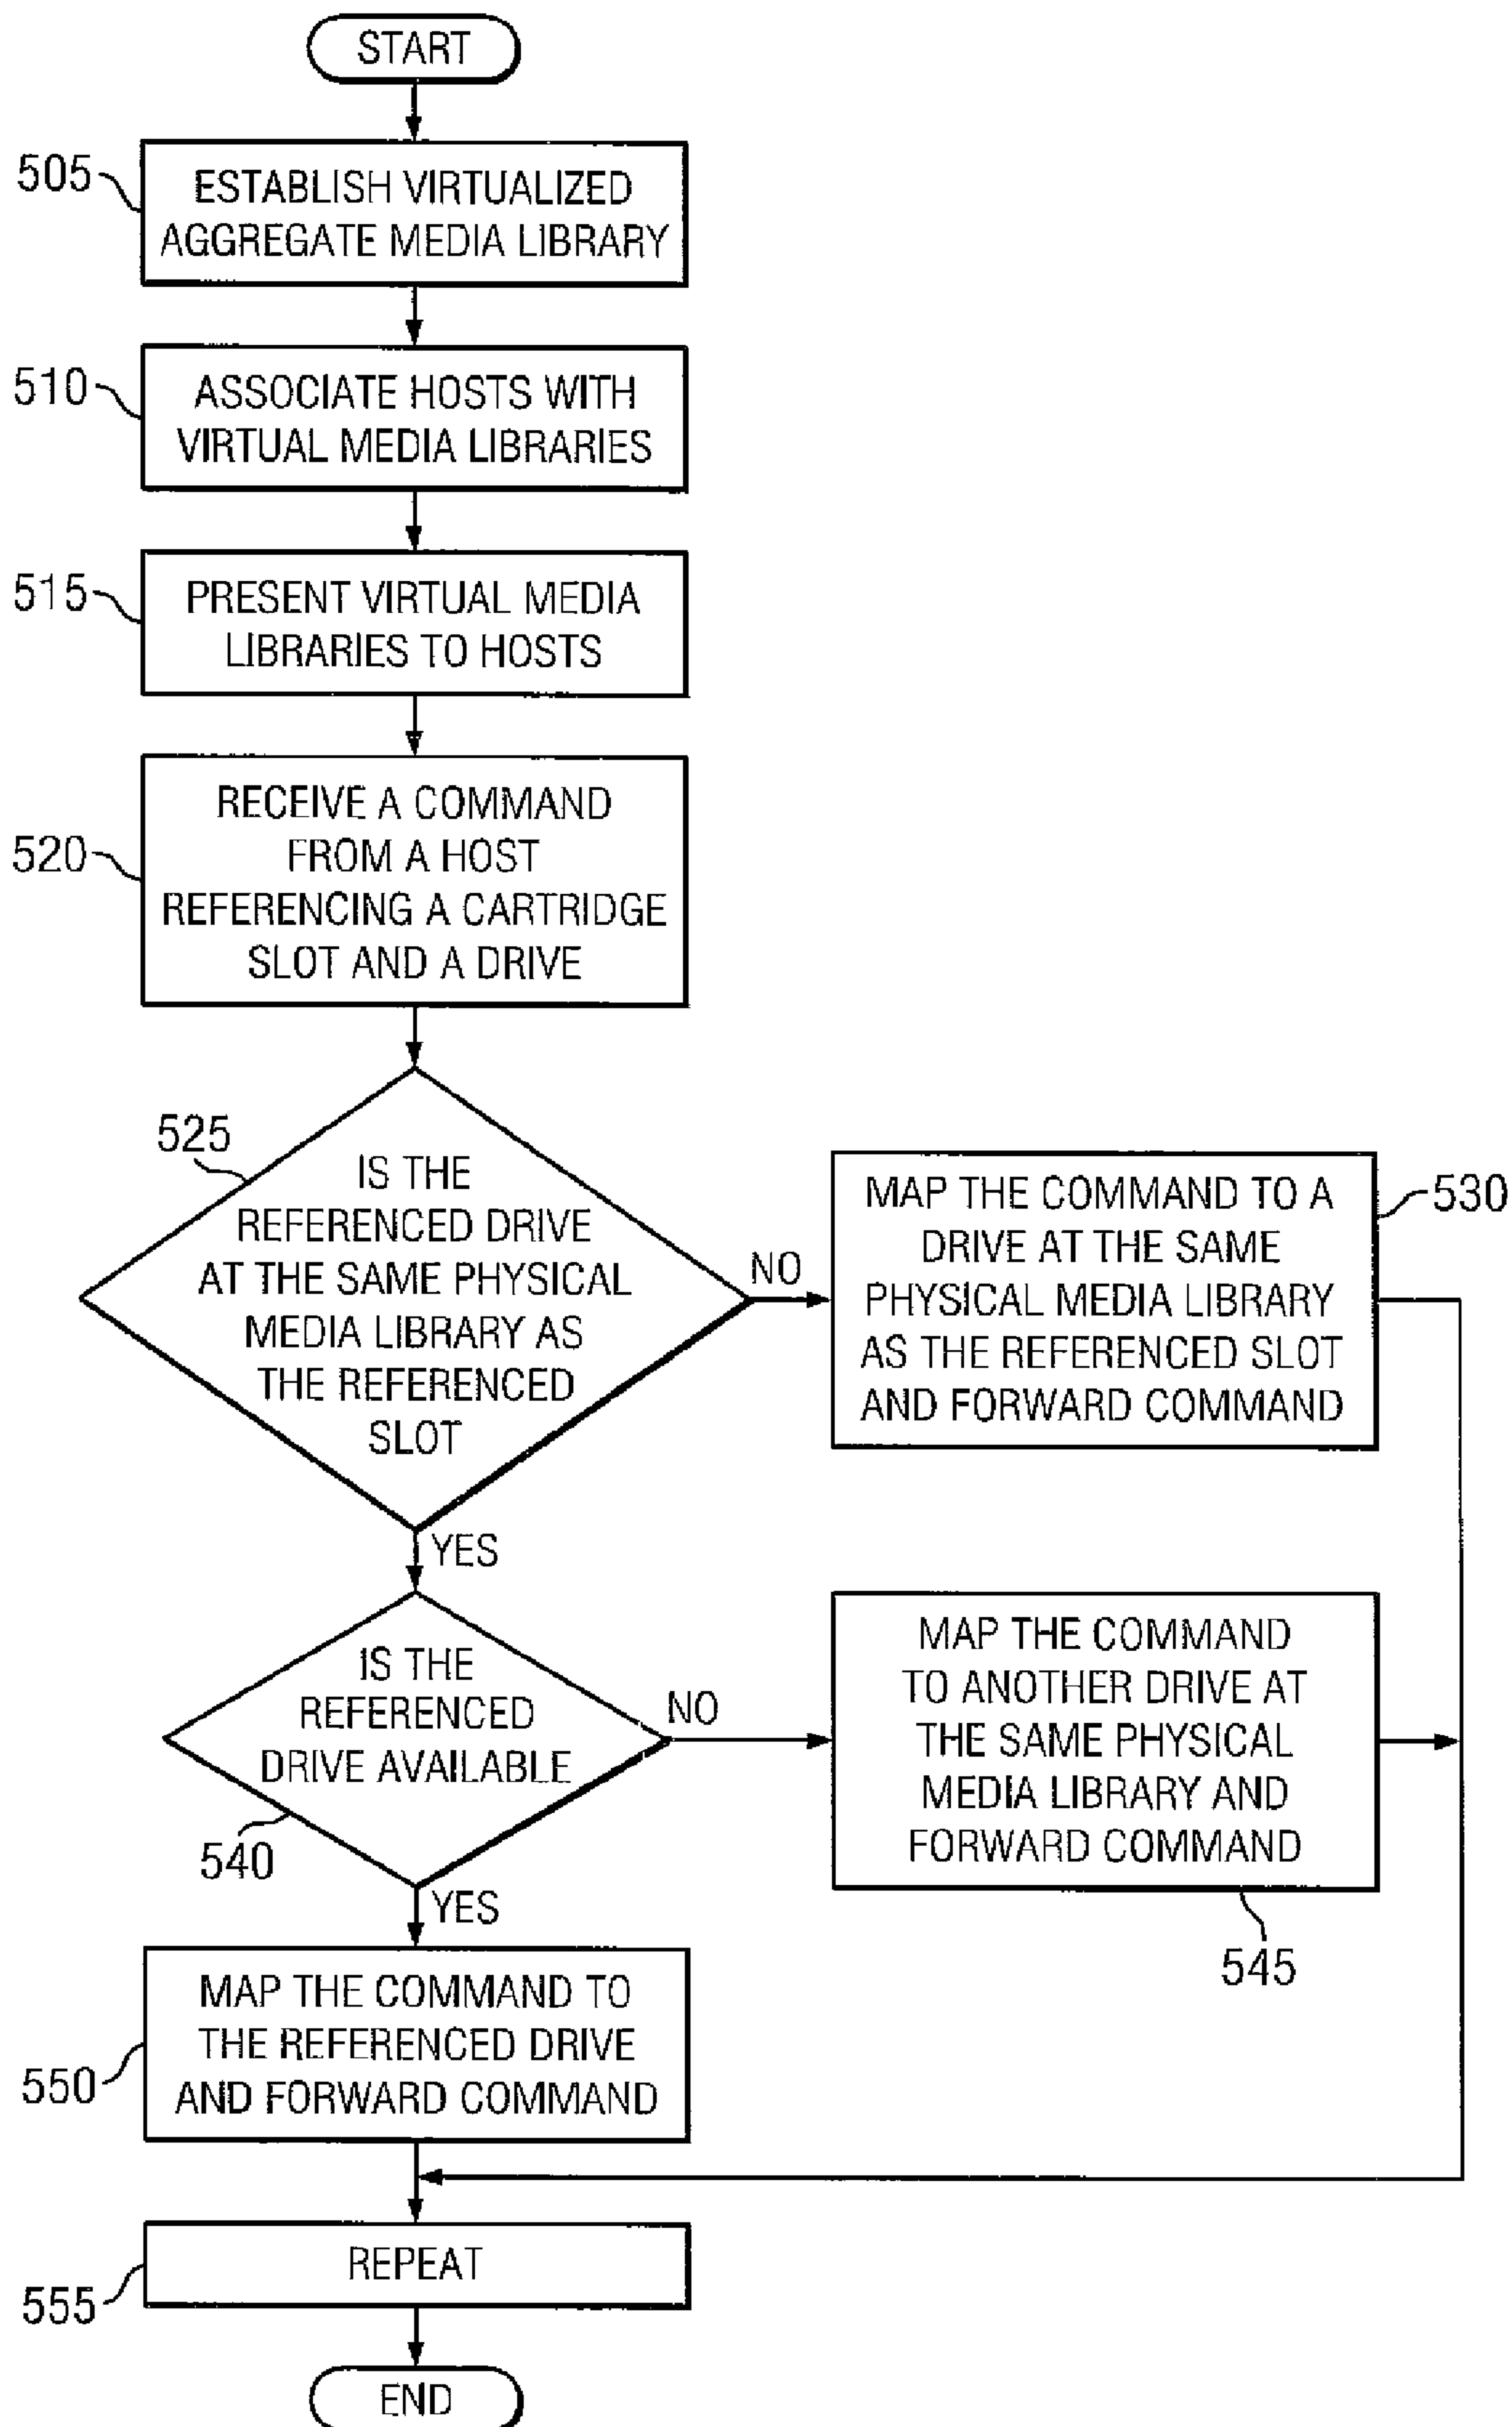 START
505
ESTABLISH VIRTUALIZED
AGGREGATE MEDIA LIBRARY
510
ASSOCIATE HOSTS WITH
VIRTUAL MEDIA LIBRARIES
515
PRESENT VIRTUAL MEDIA
LIBRARIES TO HOSTS
520
RECEIVE A COMMAND
FROM A HOST
REFERENCING A CARTRIDGE
SLOT AND A DRIVE
525
IS THE
REFERENCED DRIVE
AT THE SAME PHYSICAL
MEDIA LIBRARY AS
THE REFERENCED
SLOT
NO
MAP THE COMMAND TO A
DRIVE AT THE SAME
PHYSICAL MEDIA LIBRARY
AS THE REFERENCED SLOT
AND FORWARD COMMAND
530
YES
IS THE
REFERENCED
DRIVE AVAILABLE
540
NO
MAP THE COMMAND
TO ANOTHER DRIVE AT
THE SAME PHYSICAL
MEDIA LIBRARY AND
FORWARD COMMAND
545
YES
MAP THE COMMAND TO
THE REFERENCED DRIVE
AND FORWARD COMMAND
550
REPEAT
555
END